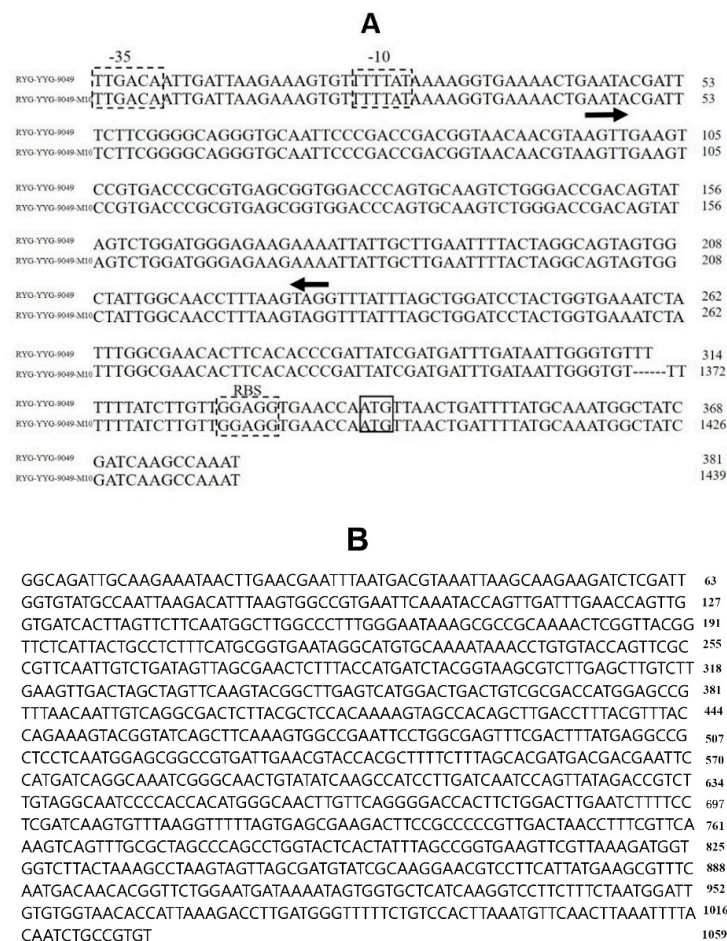 A
-35 -10
RYG-YYG-9049 TTGACAATTGATTAAGAAAGTGTTTTTATAAAAGGTGAAAACTGAATACGATT 53
RYG-YYG-9049-M10 TTGACAATTGATTAAGAAAGTGTTTTTATAAAAGGTGAAAACTGAATACGATT 53
RYG-YYG-9049 TCTTCGGGGCAGGGTGCAATTCCCGACCGACGGTAACAACGTAAGTTGAAGT 105
RYG-YYG-9049-M10 TCTTCGGGGCAGGGTGCAATTCCCGACCGACGGTAACAACGTAAGTTGAAGT 105
RYG-YYG-9049 CCGTGACCCGCGTGAGCGGTGGACCCAGTGCAAGTCTGGGACCGACAGTAT 156
RYG-YYG-9049-M10 CCGTGACCCGCGTGAGCGGTGGACCCAGTGCAAGTCTGGGACCGACAGTAT 156
RYG-YYG-9049 AGTCTGGATGGGAGAAGAAAATTATTGCTTGAATTTTACTAGGCAGTAGTGG 208
RYG-YYG-9049-M10 AGTCTGGATGGGAGAAGAAAATTATTGCTTGAATTTTACTAGGCAGTAGTGG 208
RYG-YYG-9049 CTATTGGCAACCTTTAAGTAGGTTTATTTAGCTGGATCCTACTGGTGAAATCTA 262
RYG-YYG-9049-M10 CTATTGGCAACCTTTAAGTAGGTTTATTTAGCTGGATCCTACTGGTGAAATCTA 262
RYG-YYG-9049 TTTGGCGAACACTTCACACCCGATTATCGATGATTTGATAATTGGGTGTTT 314
RYG-YYG-9049-M10 TTTGGCGAACACTTCACACCCGATTATCGATGATTTGATAATTGGGTGT------TT 1372
RBS
RYG-YYG-9049 TTTTATCTTGTTGGAGGTGAACCAATGTTAACTGATTTTATGCAAATGGCTATC 368
RYG-YYG-9049-M10 TTTTATCTTGTTGGAGGTGAACCAATGTTAACTGATTTTATGCAAATGGCTATC 1426
RYG-YYG-9049 GATCAAGCCAAAT 381
RYG-YYG-9049-M10 GATCAAGCCAAAT 1439
B
GGCAGATTGCAAGAAATAACTTGAACGAATTTAATGACGTAAATTAAGCAAGAAGATCTCGATT 63
GGTGTATGCCAATTAAGACATTTAAGTGGCCGTGAATTCAAATACCAGTTGATTTGAACCAGTTG 127
GTGATCACTTAGTTCTTCAATGGCTTGGCCCTTTGGGAATAAAGCGCCGCAAAACTCGGTTACGG 191
TTCTCATTACTGCCTCTTTCATGCGGTGAATAGGCATGTGCAAAATAAACCTGTGTACCAGTTCGC 255
CGTTCAATTGTCTGATAGTTAGCGAACTCTTTACCATGATCTACGGTAAGCGTCTTGAGCTTGTCTT 318
GAAGTTGACTAGCTAGTTCAAGTACGGCTTGAGTCATGGACTGACTGTCGCGACCATGGAGCCG 381
TTTAACAATTGTCAGGCGACTCTTACGCTCCACAAAAGTAGCCACAGCTTGACCTTTACGTTTAC 444
CAGAAAGTACGGTATCAGCTTCAAAGTGGCCGAATTCCTGGCGAGTTTCGACTTTATGAGGCCG 507
CTCCTCAATGGAGCGGCCGTGATTGAACGTACCACGCTTTTCTTTAGCACGATGACGACGAATTC 570
CATGATCAGGCAAATCGGGCAACTGTATATCAAGCCATCCTTGATCAATCCAGTTATAGACCGTCT 634
TGTAGGCAATCCCCACCACATGGGCAACTTGTTCAGGGGACCACTTCTGGACTTGAATCTTTTCC 697
TCGATCAAGTGTTTAAGGTTTTTAGTGAGCGAAGACTTCCGCCCCCGTTGACTAACCTTTCGTTCA 761
AAGTCAGTTTGCGCTAGCCCAGCCTGGTACTCACTATTTAGCCGGTGAAGTTCGTTAAAGATGGT 825
GGTCTTACTAAAGCCTAAGTAGTTAGCGATGTATCGCAAGGAACGTCCTTCATTATGAAGCGTTTC 888
AATGACAACACGGTTCTGGAATGATAAAATAGTGGTGCTCATCAAGGTCCTTCTTTCTAATGGATT 952
GTGTGGTAACACCATTAAAGACCTTGATGGGTTTTTCTGTCCACTTAAATGTTCAACTTAAATTTTA 1016
CAATCTGCCGTGT 1059